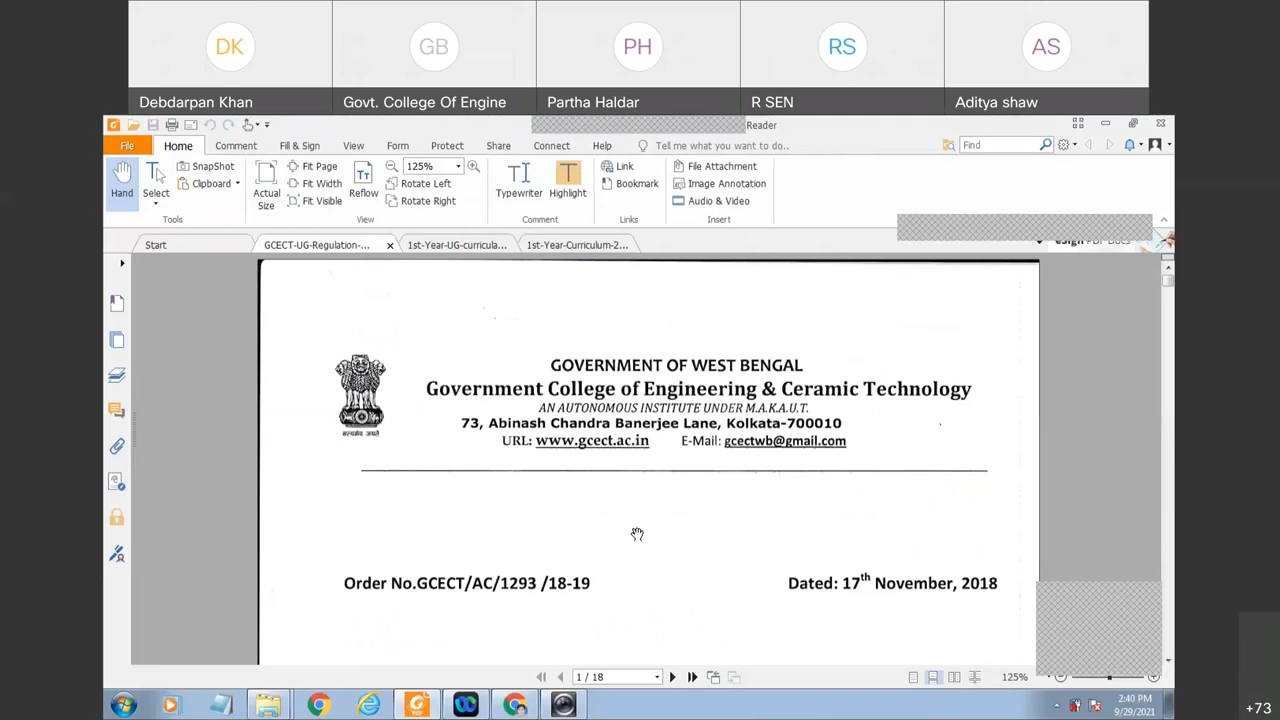 DK
GB
PH
RS
AS
Debdarpan Khan
Govt. College Of Engine
Partha Haldar
R SEN
Aditya shaw
Reader
File
Home
Comment
Fill & Sign
View
Form
Protect
Share
Connect
Help
Tell me what you want to do..
Find
Hand
Select
SnapShot
Clipboard
Tools
Actual
Size
Fit Page
Fit Width
Fit Visible
Reflow
125%
Rotate Left
Rotate Right
View
Typewriter
Highlight
Comment
Link
Bookmark
Links
File Attachment
Image Annotation
Audio & Video
Insert
Start
GCECT-UG-Regulation-...
1st-Year-UG-curricula...
1st-Year-Curriculum-2...
eSign PDF Docs
GOVERNMENT OF WEST BENGAL
Government College of Engineering & Ceramic Technology
AN AUTONOMOUS INSTITUTE UNDER M.A.K.A.U.T.
73, Abinash Chandra Banerjee Lane, Kolkata-700010
URL: www.gcect.ac.in E-Mail: gcectwb@gmail.com
सत्यमेव जयते
Order No.GCECT/AC/1293 /18-19
Dated: 17th November, 2018
1 / 18
125%
2:40 PM
9/29/2021
+73